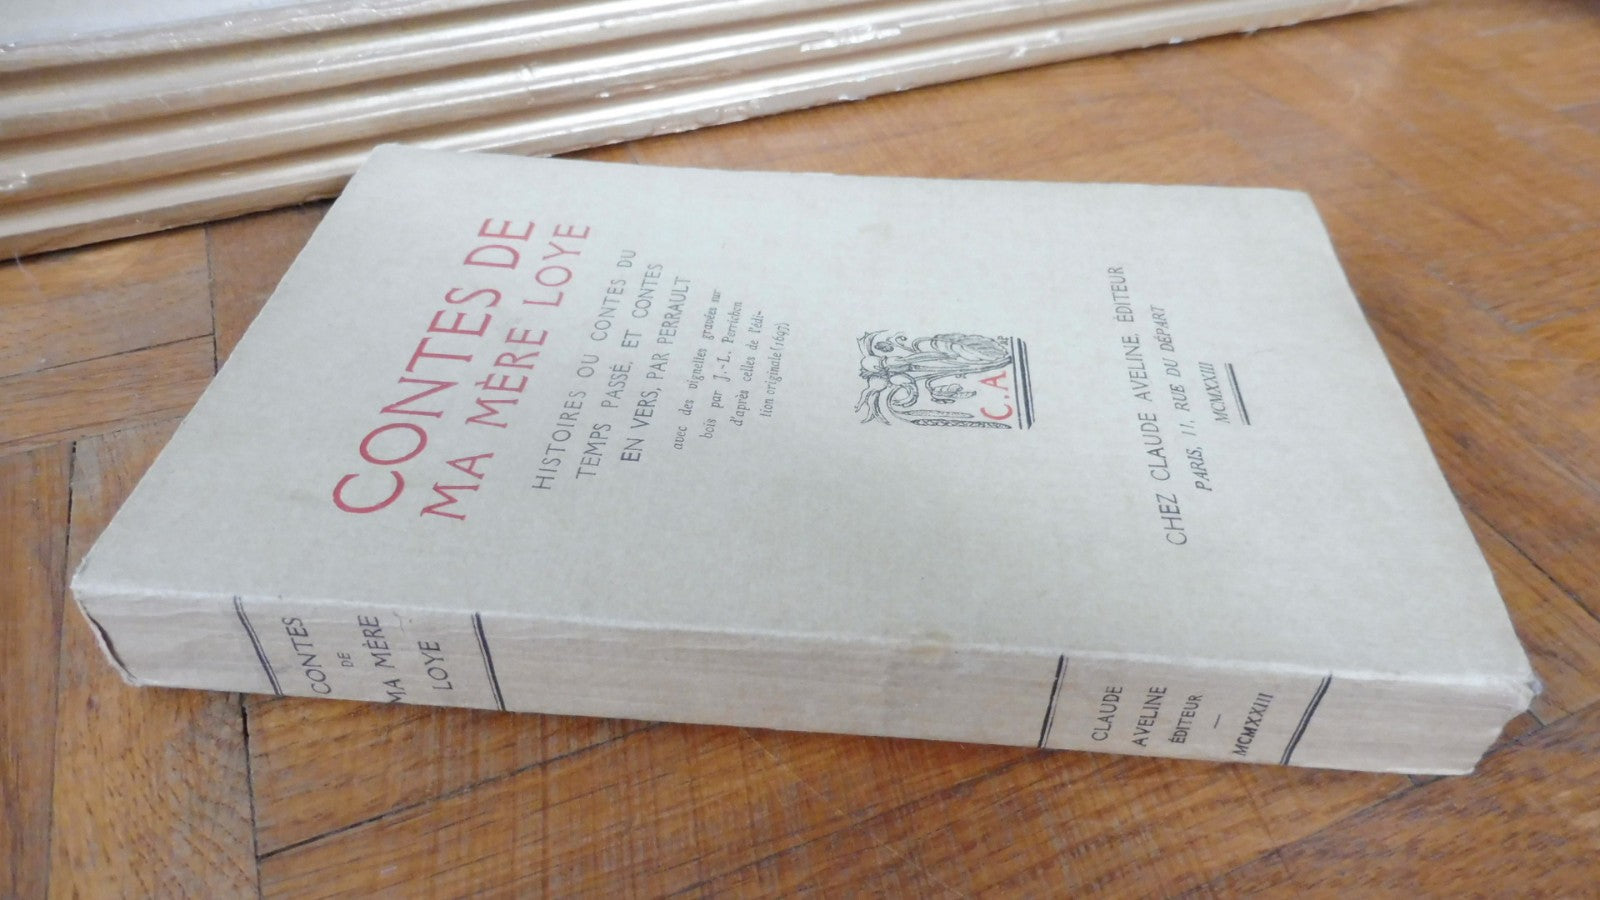 CONTES DE
MA MÈRE LOYE
HISTOIRES OU CONTES DU
TEMPS PASSÉ, ET CONTES
EN VERS, PAR PERRAULT
avec des vignelles gravées sur
bois par J.-L. Perrichon
d'après celles de l'édi-
tion originale (1697)
C.A
CHEZ CLAUDE AVELINE, ÉDITEUR
PARIS, 11, RUE DU DÉPART
MCMXXIII
CONTES
DE
MA MÈRE
LOYE
CLAUDE
AVELINE
ÉDITEUR
—
MCMXXIII